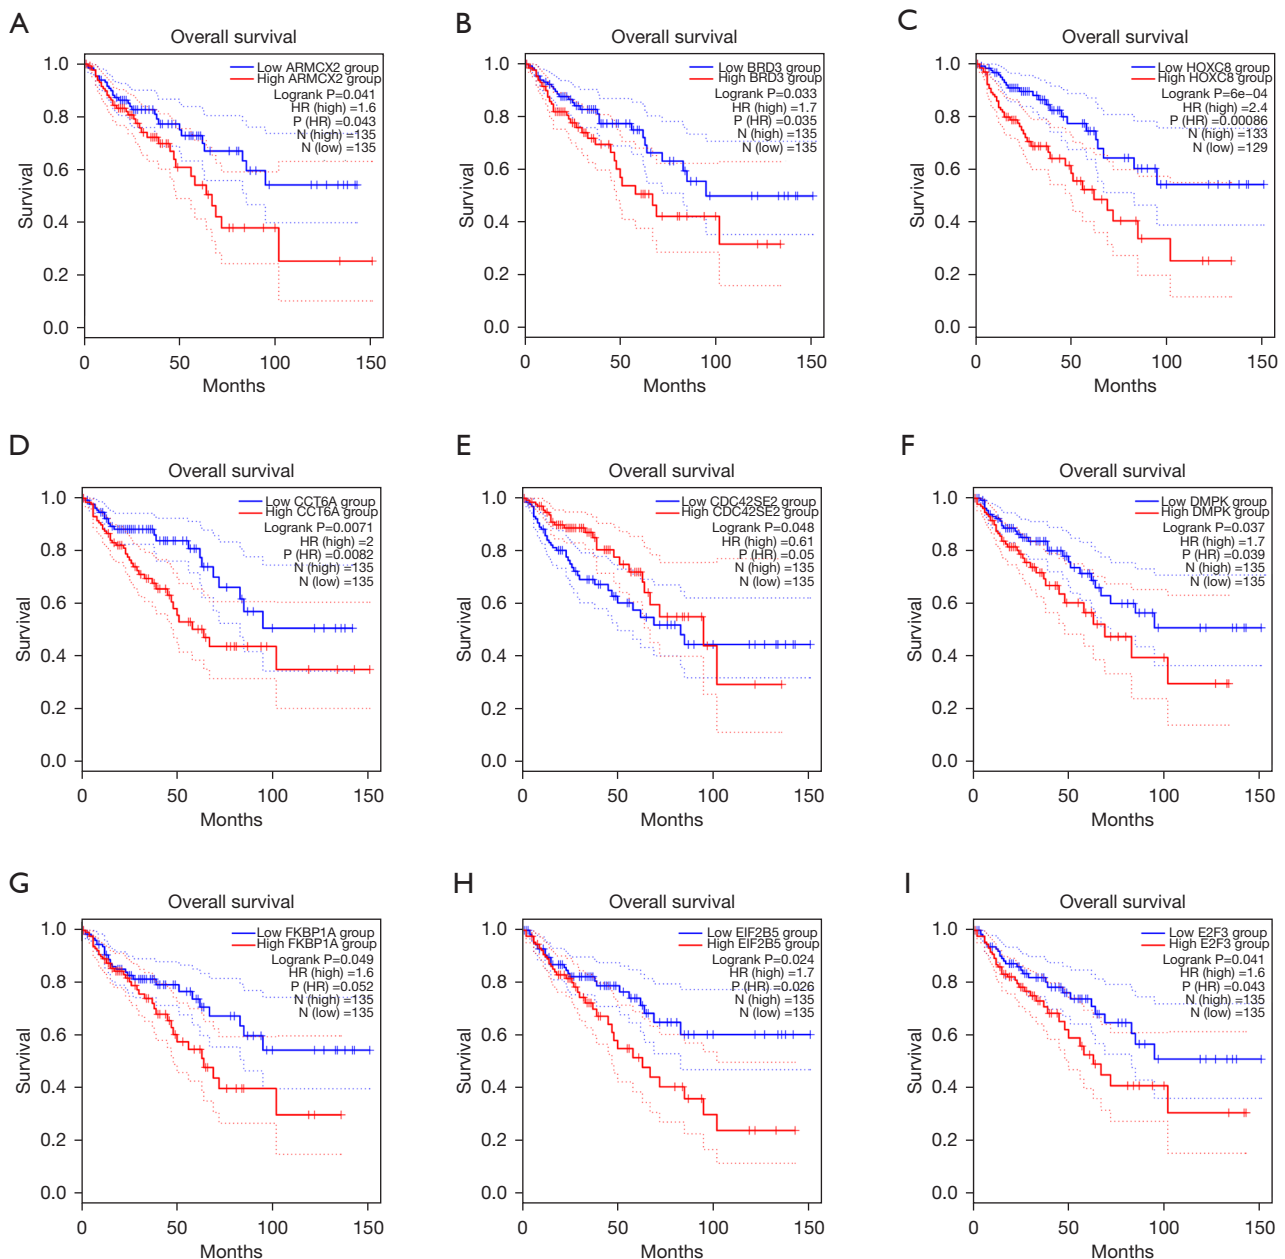 A
Overall survival
Low ARMCX2 group
High ARMCX2 group
Logrank P=0.041
HR (high) =1.6
P (HR) =0.043
N (high) =135
N (low) =135
Survival
1.0
0.8
0.6
0.4
0.2
0.0
0 50 100 150
Months
B
Overall survival
Low BRD3 group
High BRD3 group
Logrank P=0.033
HR (high) =1.7
P (HR) =0.035
N (high) =135
N (low) =135
Survival
1.0
0.8
0.6
0.4
0.2
0.0
0 50 100 150
Months
C
Overall survival
Low HOXC8 group
High HOXC8 group
Logrank P=6e−04
HR (high) =2.4
P (HR) =0.00086
N (high) =133
N (low) =129
Survival
1.0
0.8
0.6
0.4
0.2
0.0
0 50 100 150
Months
D
Overall survival
Low CCT6A group
High CCT6A group
Logrank P=0.0071
HR (high) =2
P (HR) =0.0082
N (high) =135
N (low) =135
Survival
1.0
0.8
0.6
0.4
0.2
0.0
0 50 100 150
Months
E
Overall survival
Low CDC42SE2 group
High CDC42SE2 group
Logrank P=0.048
HR (high) =0.61
P (HR) =0.05
N (high) =135
N (low) =135
Survival
1.0
0.8
0.6
0.4
0.2
0.0
0 50 100 150
Months
F
Overall survival
Low DMPK group
High DMPK group
Logrank P=0.037
HR (high) =1.7
P (HR) =0.039
N (high) =135
N (low) =135
Survival
1.0
0.8
0.6
0.4
0.2
0.0
0 50 100 150
Months
G
Overall survival
Low FKBP1A group
High FKBP1A group
Logrank P=0.049
HR (high) =1.6
P (HR) =0.052
N (high) =135
N (low) =135
Survival
1.0
0.8
0.6
0.4
0.2
0.0
0 50 100 150
Months
H
Overall survival
Low EIF2B5 group
High EIF2B5 group
Logrank P=0.024
HR (high) =1.7
P (HR) =0.026
N (high) =135
N (low) =135
Survival
1.0
0.8
0.6
0.4
0.2
0.0
0 50 100 150
Months
I
Overall survival
Low E2F3 group
High E2F3 group
Logrank P=0.041
HR (high) =1.6
P (HR) =0.043
N (high) =135
N (low) =135
Survival
1.0
0.8
0.6
0.4
0.2
0.0
0 50 100 150
Months